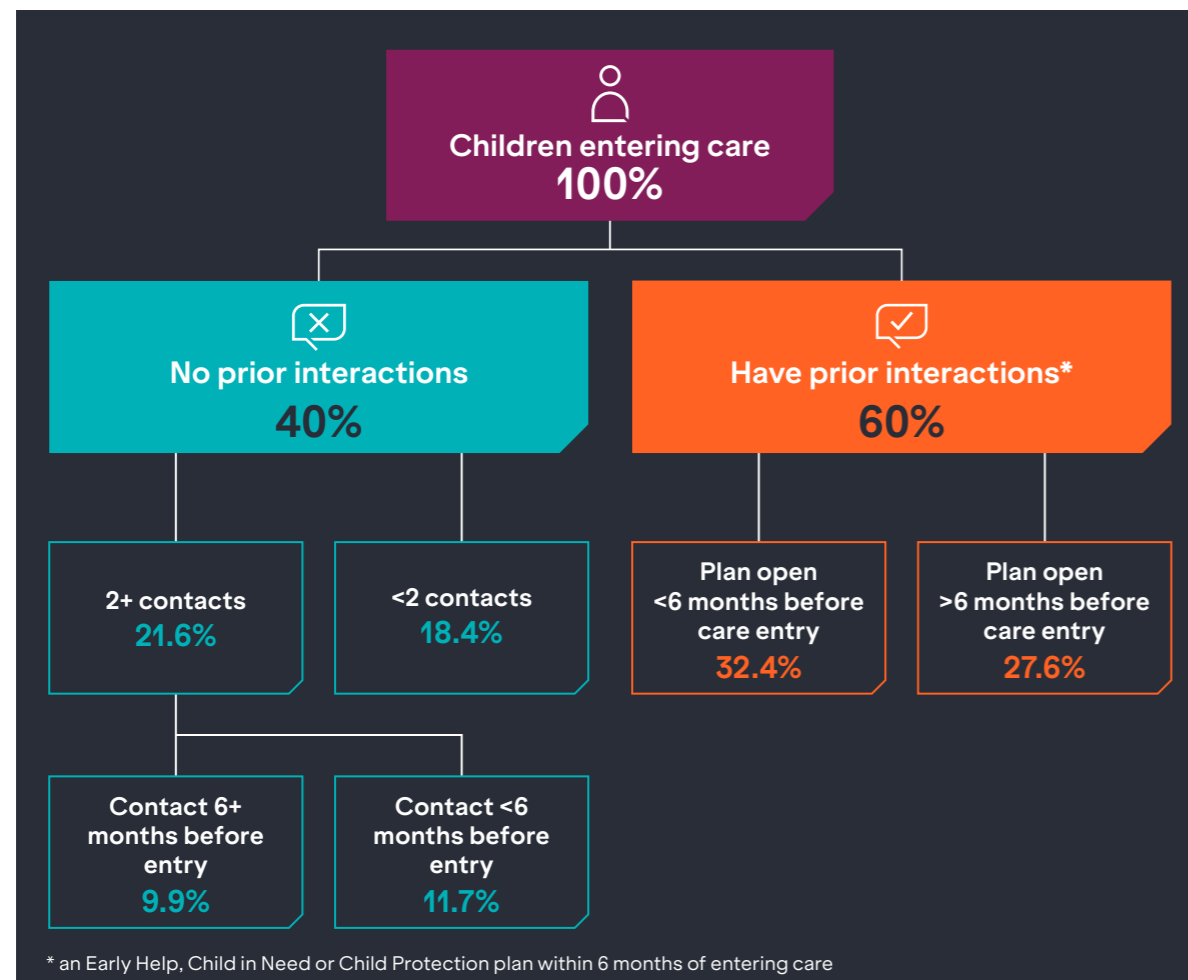 Children entering care
100%
No prior interactions
40%
Have prior interactions*
60%
2+ contacts
21.6%
<2 contacts
18.4%
Plan open
<6 months before
care entry
32.4%
Plan open
>6 months before
care entry
27.6%
Contact 6+
months before
entry
9.9%
Contact <6
months before
entry
11.7%
* an Early Help, Child in Need or Child Protection plan within 6 months of entering care